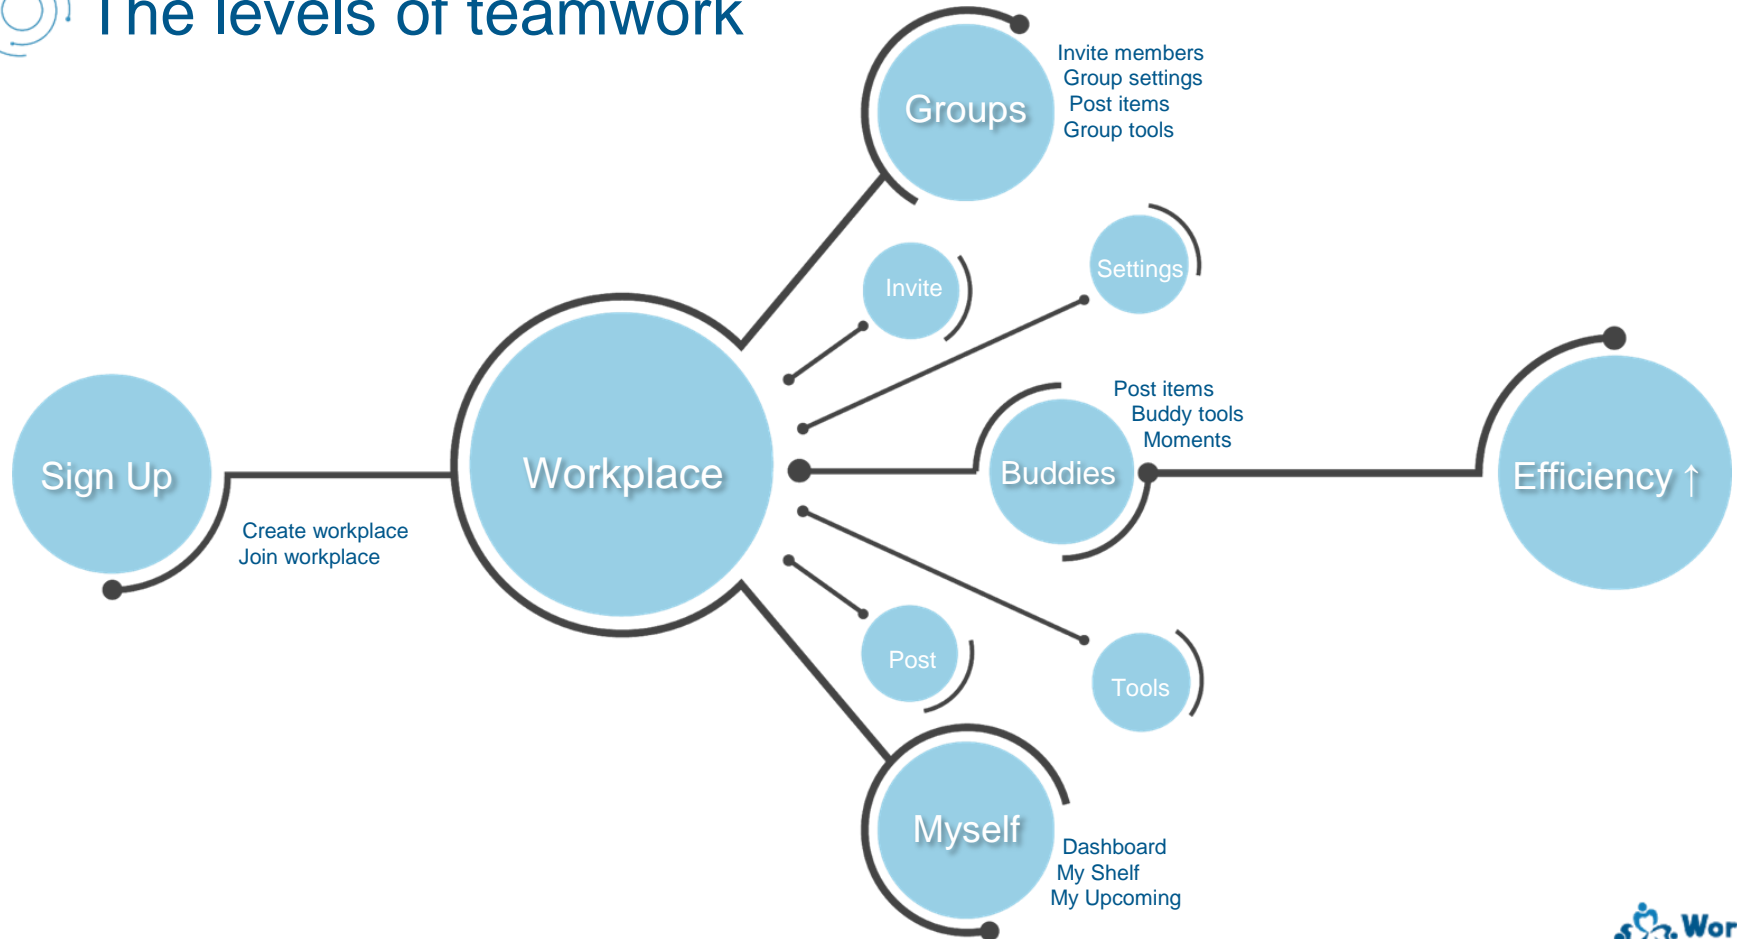 The levels of teamwork
Groups
Invite members
Group settings
Post items
Group tools
Invite
Settings
Sign Up
Create workplace
Join workplace
Workplace
Buddies
Post items
Buddy tools
Moments
Efficiency ↑
Post
Tools
Myself
Dashboard
My Shelf
My Upcoming